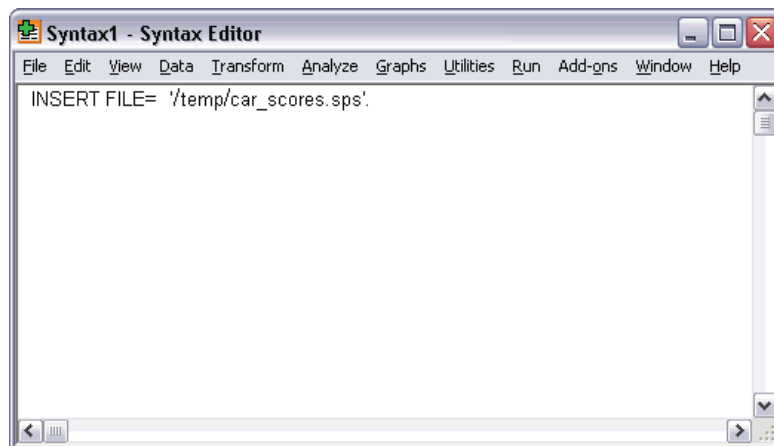 Syntax1 - Syntax Editor
File Edit View Data Transform Analyze Graphs Utilities Run Add-ons Window Help
INSERT FILE= '/temp/car_scores.sps'.